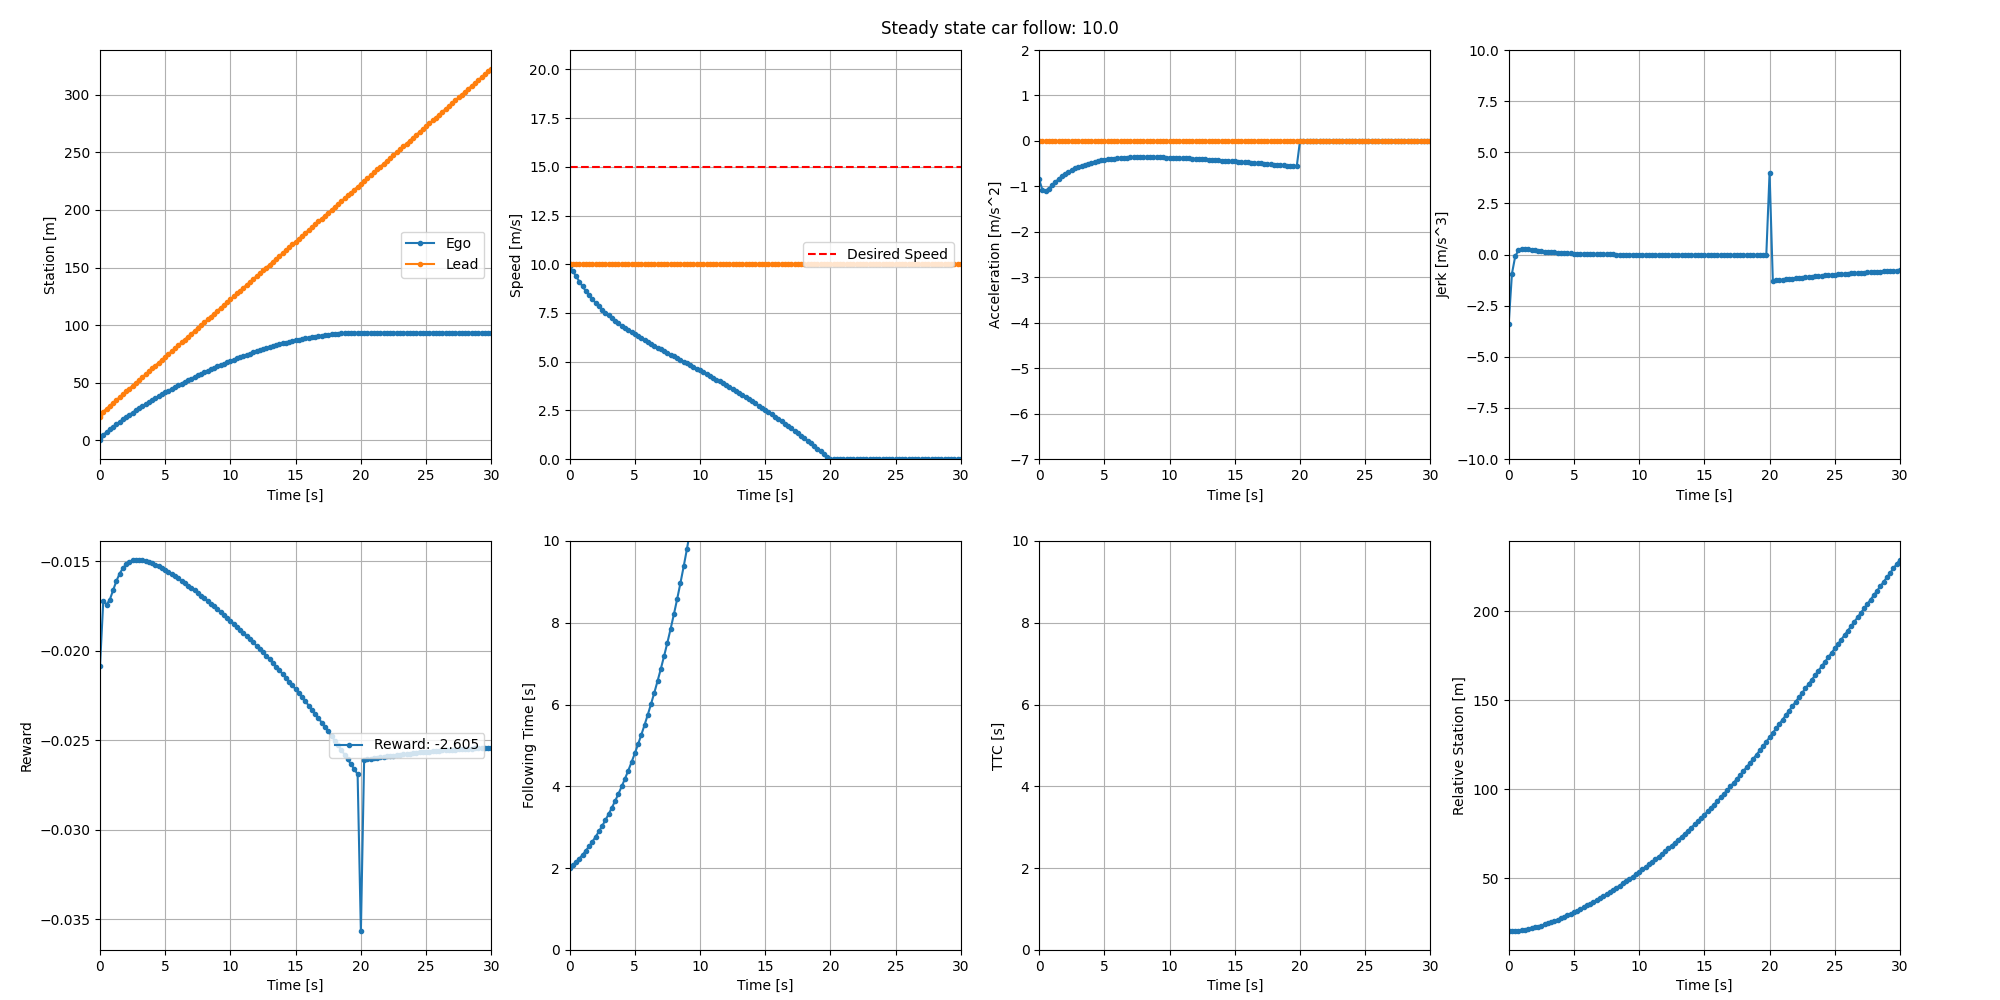 Steady state car follow: 10.0
Station [m]
300
250
200
150
100
50
0
Ego
Lead
0 5 10 15 20 25 30
Time [s]
Speed [m/s]
20.0
17.5
15.0
12.5
10.0
7.5
5.0
2.5
0.0
Desired Speed
0 5 10 15 20 25 30
Time [s]
Acceleration [m/s^2]
2
1
0
−1
−2
−3
−4
−5
−6
−7
0 5 10 15 20 25 30
Time [s]
Jerk [m/s^3]
10.0
7.5
5.0
2.5
0.0
−2.5
−5.0
−7.5
−10.0
0 5 10 15 20 25 30
Time [s]
Reward
−0.015
−0.020
−0.025
−0.030
−0.035
Reward: -2.605
0 5 10 15 20 25 30
Time [s]
Following Time [s]
10
8
6
4
2
0
0 5 10 15 20 25 30
Time [s]
TTC [s]
10
8
6
4
2
0
0 5 10 15 20 25 30
Time [s]
Relative Station [m]
200
150
100
50
0 5 10 15 20 25 30
Time [s]